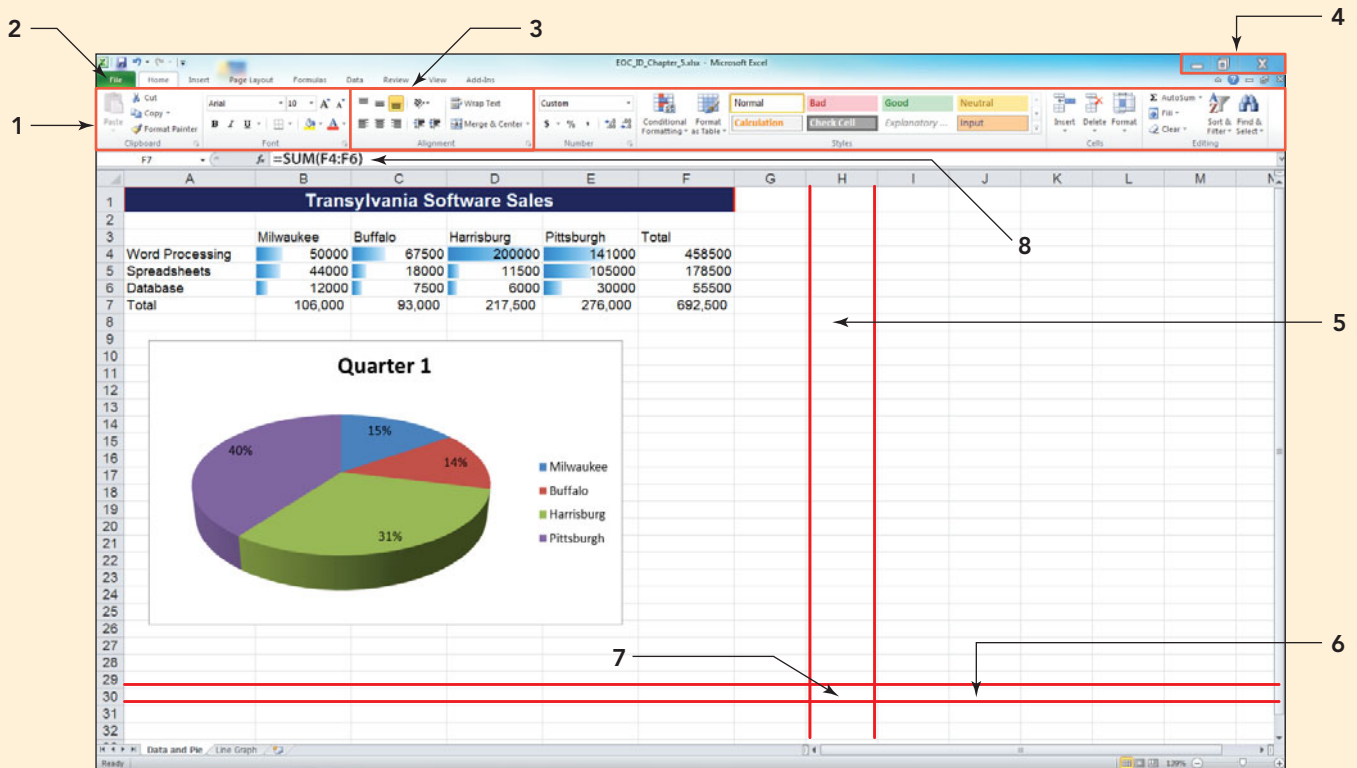 2 3 4
EOC_ID_Chapter_5.xlsx - Microsoft Excel
File Home Insert Page Layout Formulas Data Review View Add-Ins
1
Cut
Copy
Format Painter
Paste
Clipboard
Arial 10 A A
B I U A
Font
Wrap Text
Merge & Center
Alignment
Custom
$ % ,
Number
Conditional Formatting
Format as Table
Normal Bad Good Neutral
Calculation Check Cell Explanatory ... Input
Styles
Insert Delete Format
Cells
Σ AutoSum
Fill
Clear
Sort & Filter
Find & Select
Editing
F7 fx =SUM(F4:F6)
8
A B C D E F G H I J K L M N
1 Transylvania Software Sales
2
3 Milwaukee Buffalo Harrisburg Pittsburgh Total
4 Word Processing 50000 67500 200000 141000 458500
5 Spreadsheets 44000 18000 11500 105000 178500
6 Database 12000 7500 6000 30000 55500
7 Total 106,000 93,000 217,500 276,000 692,500
8
5
9
10
11
12
13
14
15
16
17
18
19
20
21
22
23
24
25
26
27
28
29
30
31
32
Quarter 1
15%
14%
31%
40%
Milwaukee
Buffalo
Harrisburg
Pittsburgh
7
6
Data and Pie Line Graph
Ready 139%